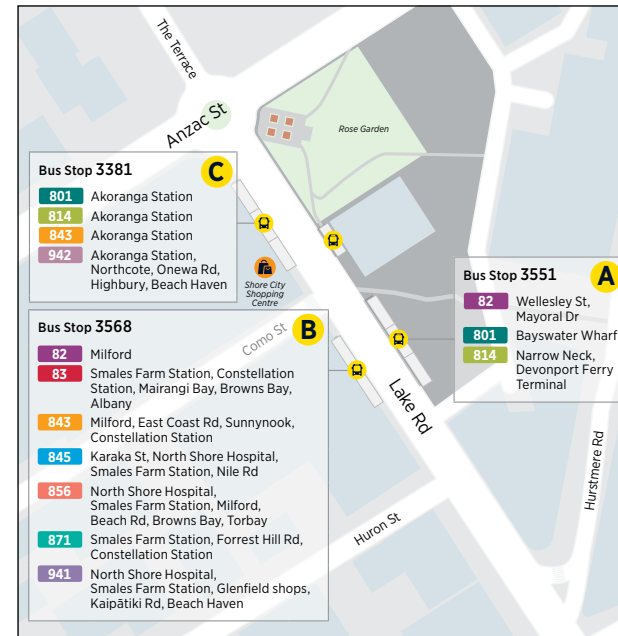 The Terrace
Anzac St
Rose Garden
Bus Stop 3381
C
801 Akoranga Station
814 Akoranga Station
843 Akoranga Station
942 Akoranga Station,
Northcote, Onewa Rd,
Highbury, Beach Haven
Shore City
Shopping
Centre
Bus Stop 3551
A
82 Wellesley St,
Mayoral Dr
801 Bayswater Wharf
814 Narrow Neck,
Devonport Ferry
Terminal
Como St
Bus Stop 3568
B
82 Milford
83 Smales Farm Station, Constellation
Station, Mairangi Bay, Browns Bay,
Albany
843 Milford, East Coast Rd, Sunnynook,
Constellation Station
845 Karaka St, North Shore Hospital,
Smales Farm Station, Nile Rd
856 North Shore Hospital,
Smales Farm Station, Milford,
Beach Rd, Browns Bay, Torbay
871 Smales Farm Station, Forrest Hill Rd,
Constellation Station
941 North Shore Hospital,
Smales Farm Station, Glenfield shops,
Kaipātiki Rd, Beach Haven
Lake Rd
Huron St
Hurstmere Rd